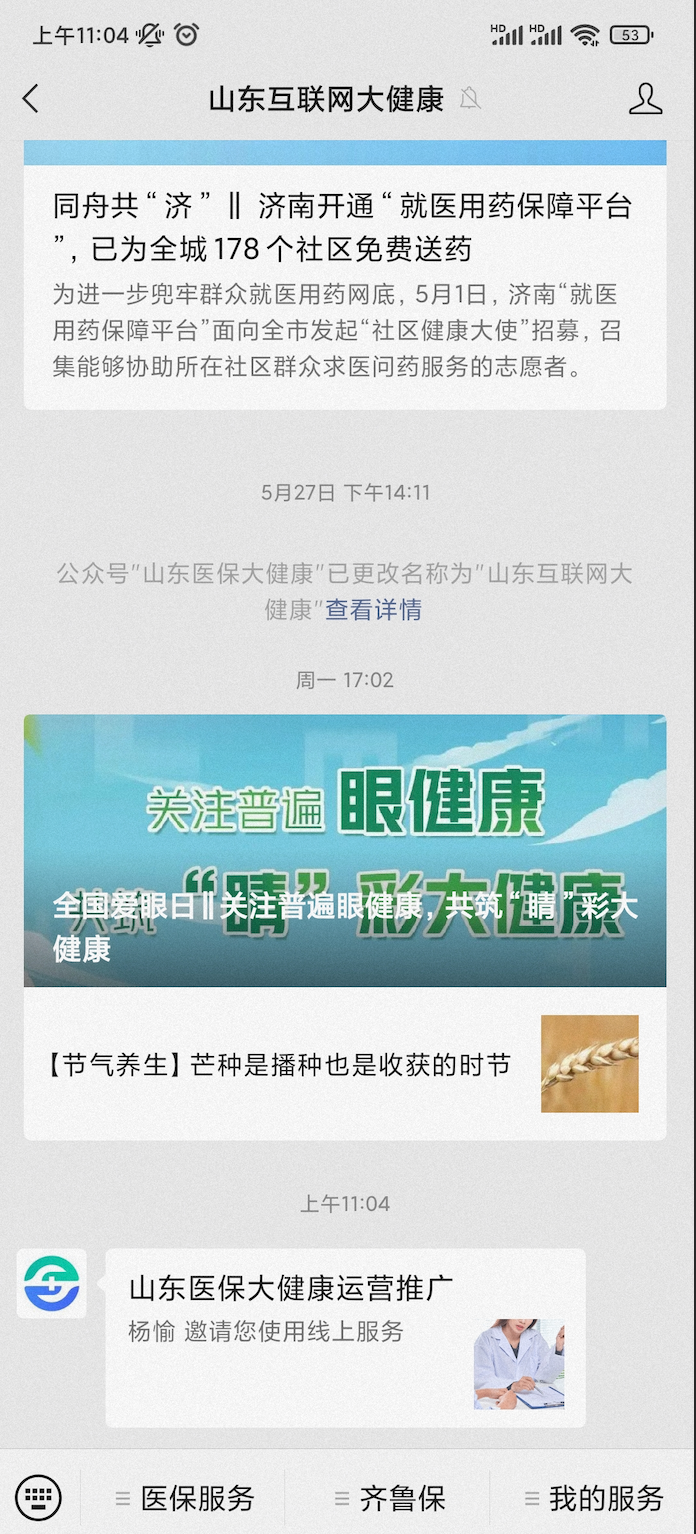 上午11:04
HD HD 53
山东互联网大健康
同舟共“济”‖ 济南开通“就医用药保障平台
”,已为全城178个社区免费送药
为进一步兜牢群众就医用药网底,5月1日,济南“就医
用药保障平台”面向全市发起“社区健康大使”招募,召
集能够协助所在社区群众求医问药服务的志愿者。
5月27日 下午14:11
公众号"山东医保大健康"已更改名称为"山东互联网大
健康"查看详情
周一 17:02
关注普遍 眼健康
共筑 “睛”彩大健康
全国爱眼日‖关注普遍眼健康,共筑“睛”彩大
健康
【节气养生】芒种是播种也是收获的时节
上午11:04
山东医保大健康运营推广
杨愉 邀请您使用线上服务
医保服务 齐鲁保 我的服务